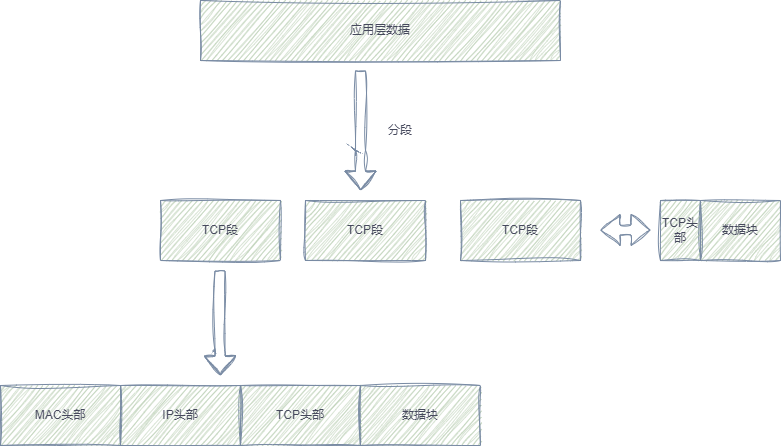 应用层数据
分段
TCP段
TCP段
TCP段
TCP头
部
数据块
MAC头部
IP头部
TCP头部
数据块